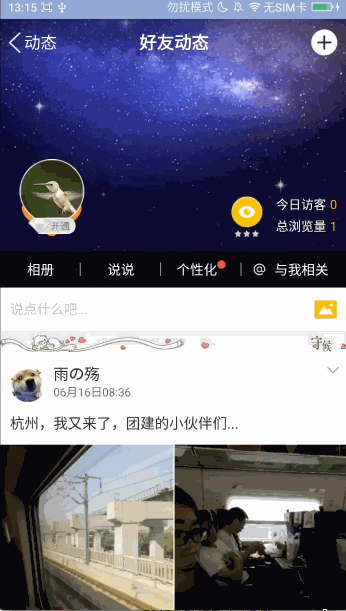 13:15 勿扰模式 无SIM卡
动态 好友动态
今日访客 0
总浏览量 1
开通
相册 | 说说 | 个性化 | @ 与我相关
说点什么吧...
守候
雨の殇
06月16日08:36
杭州，我又来了，团建的小伙伴们...